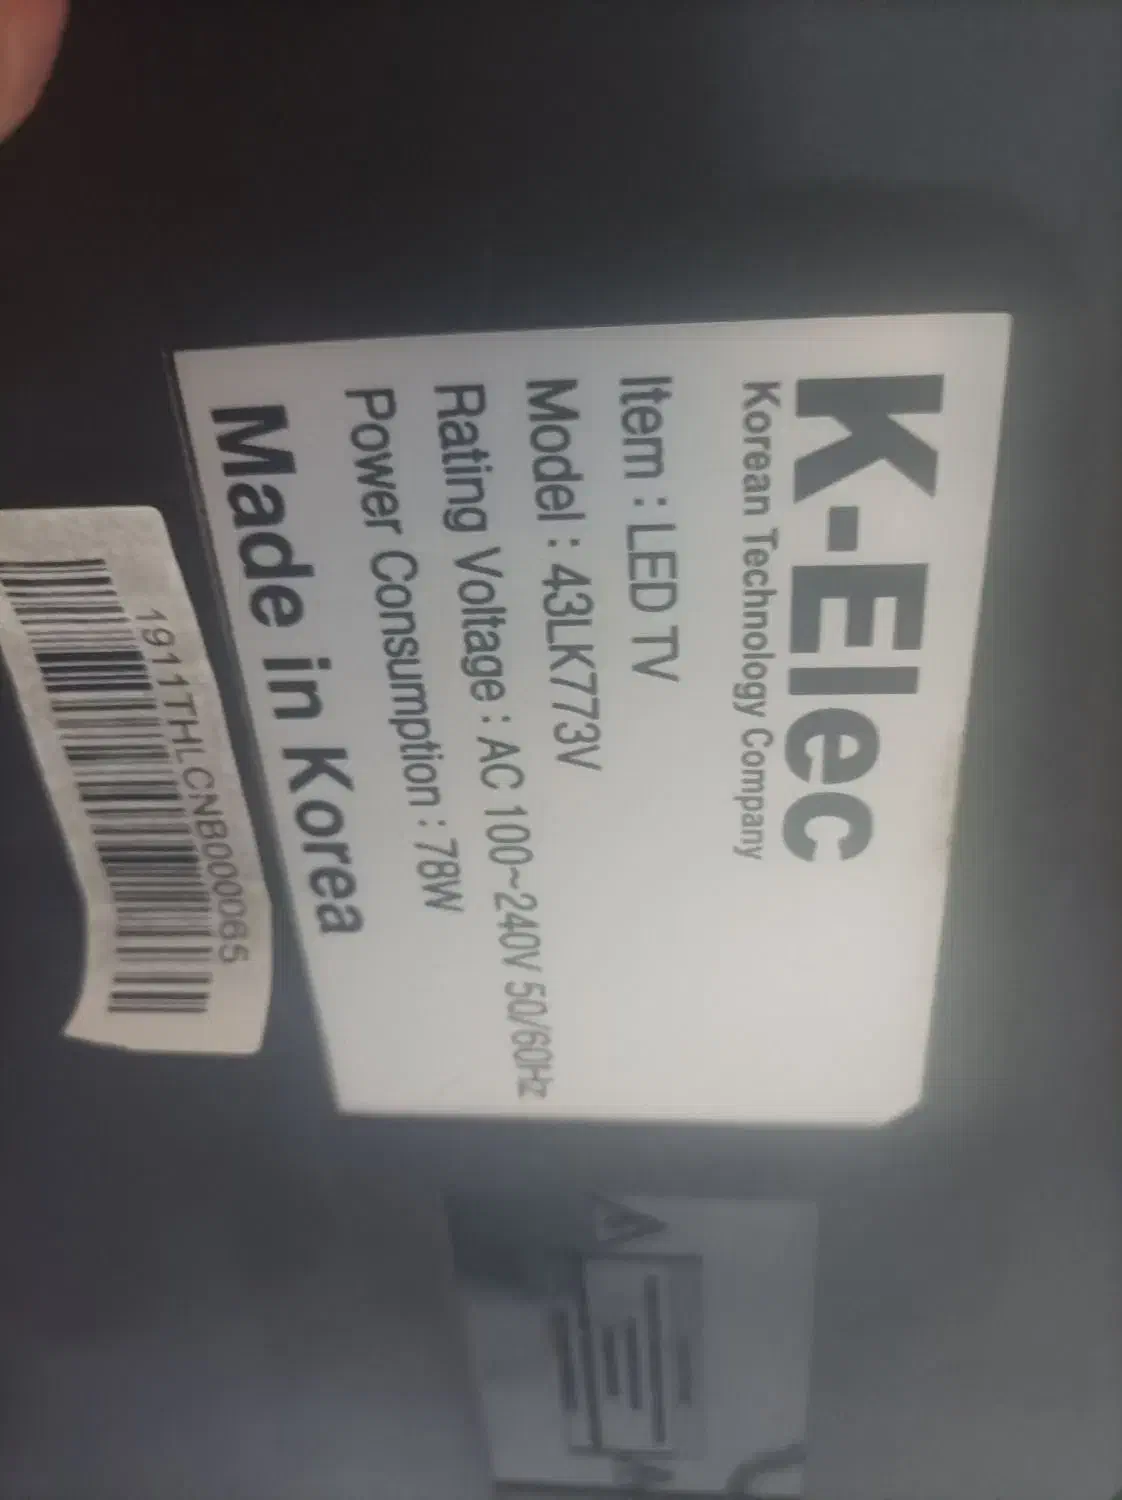 K-Elec
Korean Technology Company
Item : LED TV
Model : 43LK773V
Rating Voltage : AC 100~240V 50/60Hz
Power Consumption : 78W
Made in Korea
1911THLCNB000065